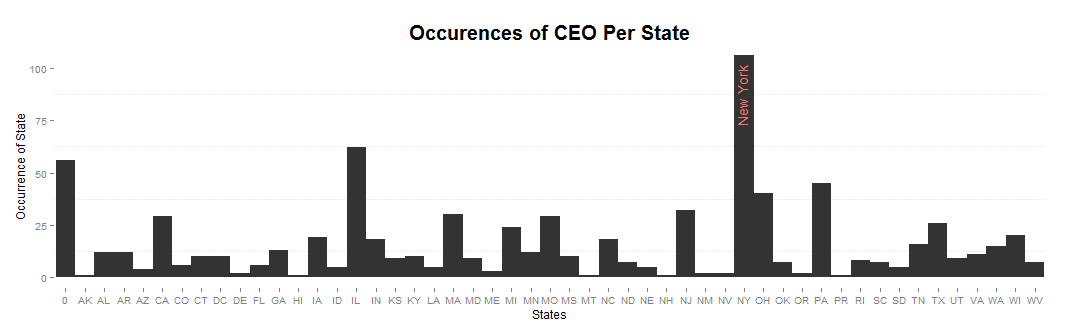 Occurences of CEO Per State
Occurrence of State
100
75
50
25
0
New York
0 AK AL AR AZ CA CO CT DC DE FL GA HI IA ID IL IN KS KY LA MA MD ME MI MN MO MS MT NC ND NE NH NJ NM NV NY OH OK OR PA PR RI SC SD TN TX UT VA WA WI WV
States